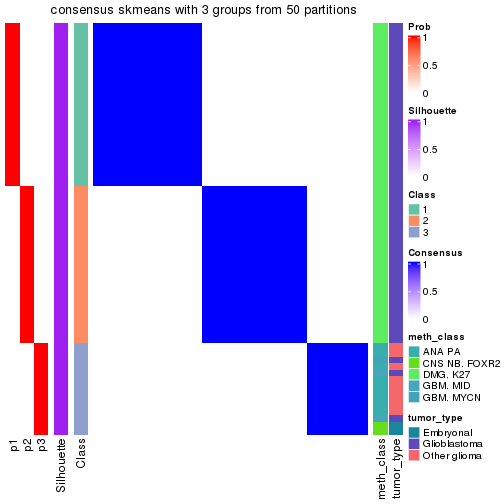 consensus skmeans with 3 groups from 50 partitions
Prob
1
0.5
0
Silhouette
1
0.5
0
Class
1
2
3
Consensus
1
0.5
0
meth_class
ANA PA
CNS NB. FOXR2
DMG. K27
GBM. MID
GBM. MYCN
tumor_type
Embryonal
Glioblastoma
Other glioma
p1
p2
p3
Silhouette
Class
meth_class
tumor_type